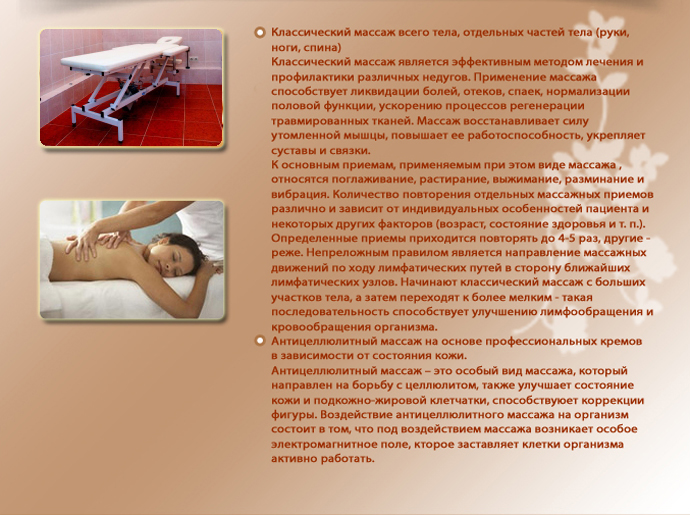 Классический массаж всего тела, отдельных частей тела (руки,
ноги, спина)
Классический массаж является эффективным методом лечения и
профилактики различных недугов. Применение массажа
способствует ликвидации болей, отеков, спаек, нормализации
половой функции, ускорению процессов регенерации
травмированных тканей. Массаж восстанавливает силу
утомленной мышцы, повышает ее работоспособность, укрепляет
суставы и связки.
К основным приемам, применяемым при этом виде массажа ,
относятся поглаживание, растирание, выжимание, разминание и
вибрация. Количество повторения отдельных массажных приемов
различно и зависит от индивидуальных особенностей пациента и
некоторых других факторов (возраст, состояние здоровья и т. п.).
Определенные приемы приходится повторять до 4-5 раз, другие -
реже. Непреложным правилом является направление массажных
движений по ходу лимфатических путей в сторону ближайших
лимфатических узлов. Начинают классический массаж с больших
участков тела, а затем переходят к более мелким - такая
последовательность способствует улучшению лимфообращения и
кровообращения организма.
Антицеллюлитный массаж на основе профессиональных кремов
в зависимости от состояния кожи.
Антицеллюлитный массаж – это особый вид массажа, который
направлен на борьбу с целлюлитом, также улучшает состояние
кожи и подкожно-жировой клетчатки, способствуюет коррекции
фигуры. Воздействие антицеллюлитного массажа на организм
состоит в том, что под воздействием массажа возникает особое
электромагнитное поле, кторое заставляет клетки организма
активно работать.